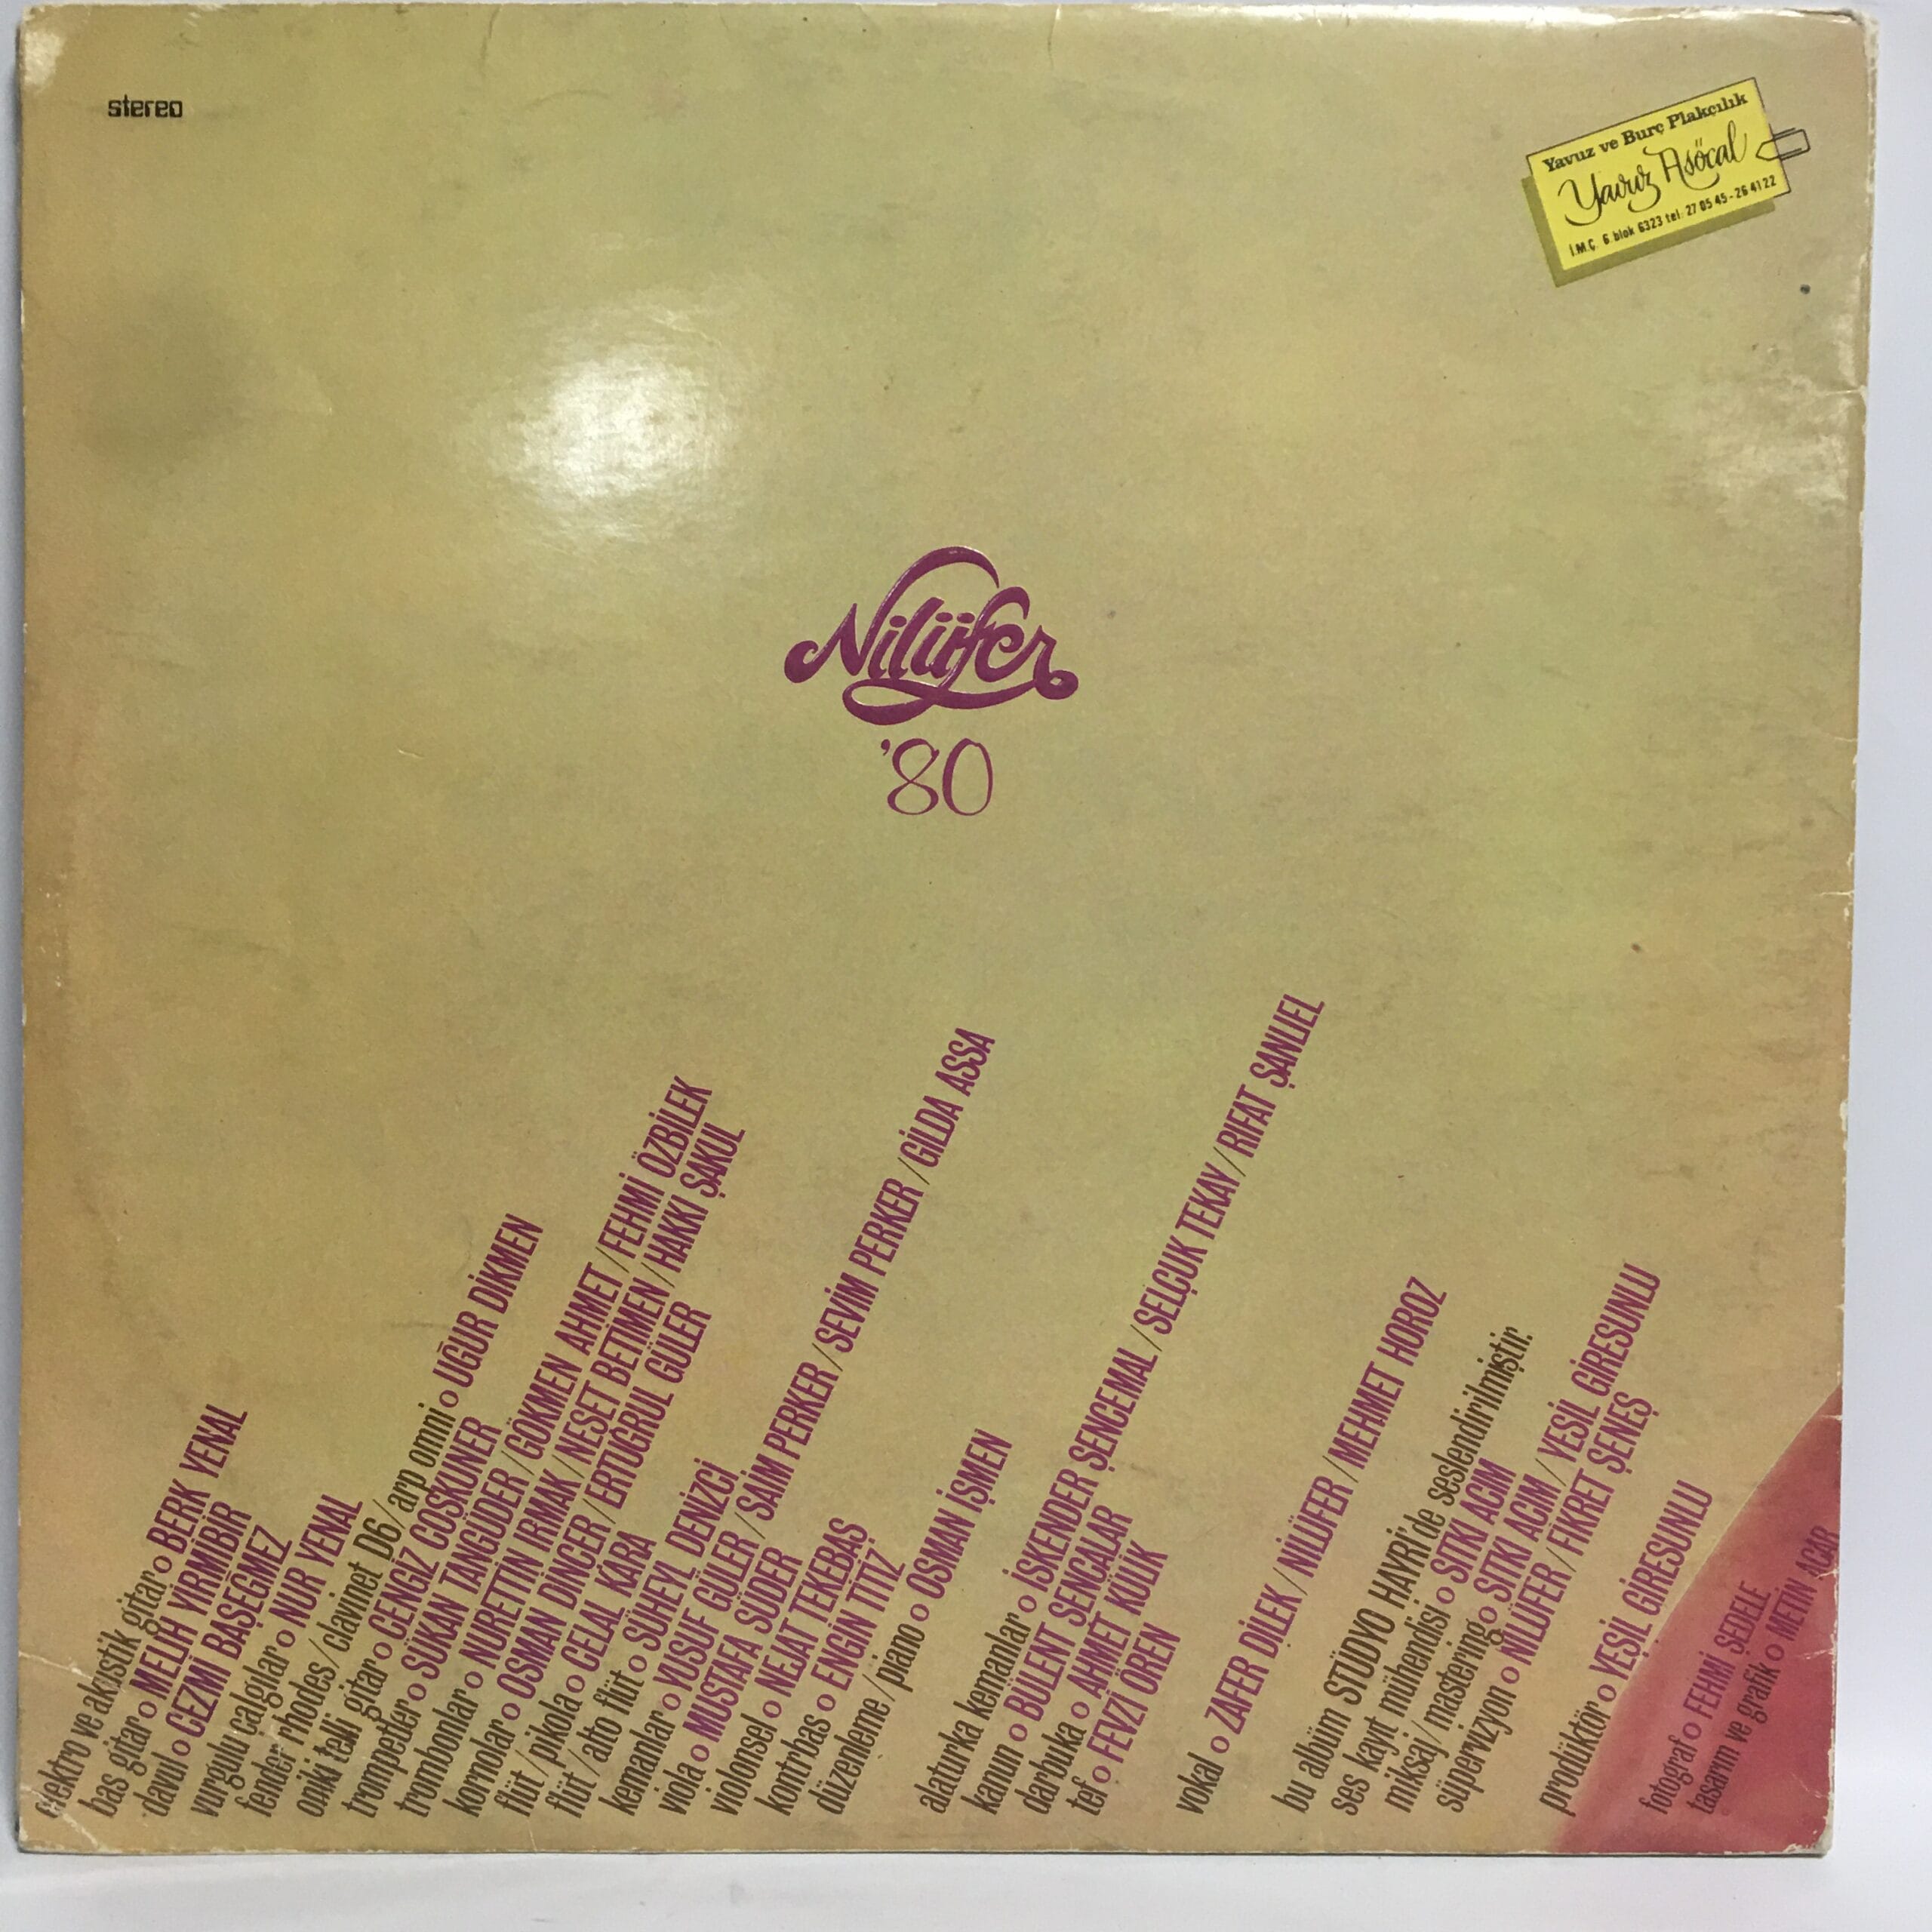 stereo
Yavuz ve Burç Plakçılık
Yavuz Asöcal
İ.M.Ç. 6. blok 6323 tel: 27 05 45 - 26 41 22
Nilüfer
'80
elektro ve akustik gitar o BERK YENAL
bas gitar o MELİH YİRMİBİR
davul o CEZMİ BAŞEĞMEZ
vurgulu çalgılar o NUR YENAL
fender rhodes / clavinet D6 / arp omni o UĞUR DİKMEN
oniki telli gitar o CENGİZ COŞKUNER
trompetler o SÜKAN TANGÜDER / GÖKMEN AHMET / FEHMİ ÖZBİLEK
trombonlar o NURETTİN IRMAK / NEŞET BETİMEN / HAKKI ŞAKUL
kornolar o OSMAN DİNÇER / ERTUĞRUL GÜLER
flüt / pikola o CELAL KARA
flüt / alto flüt o SÜHEYL DENİZCİ
kemanlar o YUSUF GÜLER / SAİM PERKER / SEVİM PERKER / GİLDA ASSA
viola o MUSTAFA SÜDER
violonsel o NEJAT TEKEBAŞ
kontrbas o ENGİN TİTİZ
düzenleme / piano o OSMAN İŞMEN
alaturka kemanlar o İSKENDER ŞENCEMAL / SELÇUK TEKAY / RIFAT ŞANLIEL
kanun o BÜLENT ŞENÇALAR
darbuka o AHMET KÜLİK
tef o FEVZİ ÖREN
vokal o ZAFER DİLEK / NİLÜFER / MEHMET HOROZ
bu albüm STÜDYO HAYRİ'de seslendirilmiştir.
ses kayıt mühendisi o SITKI ACIM
miksaj / mastering o SITKI ACIM / YEŞİL GİRESUNLU
süpervizyon o NİLÜFER / FİKRET ŞENEŞ
prodüktör o YEŞİL GİRESUNLU
fotograf o FEHMİ ŞEDELE
tasarım ve grafik o METİN ACAR